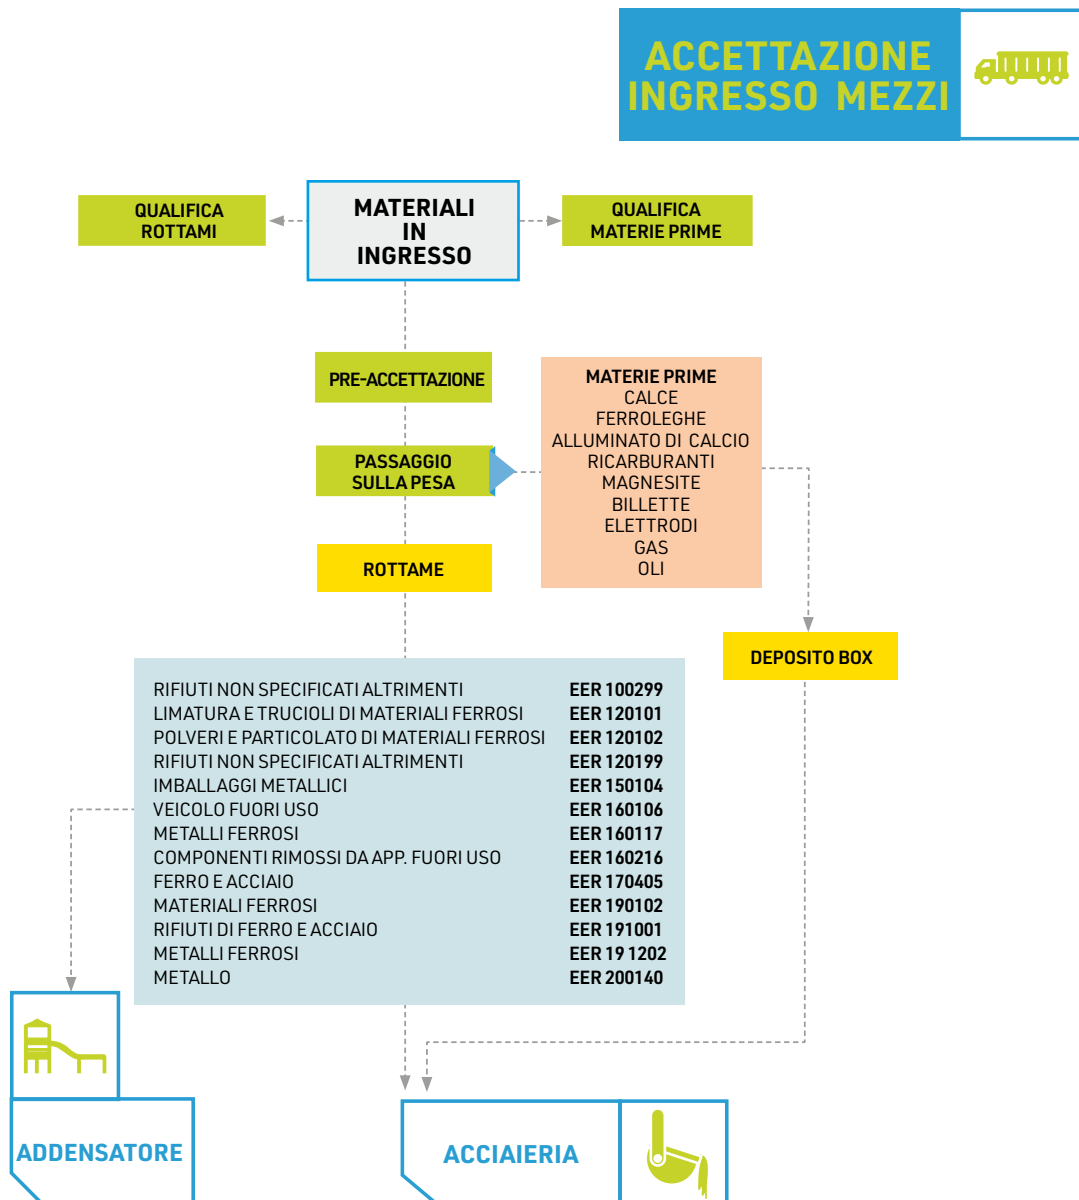 ACCETTAZIONE
INGRESSO MEZZI
QUALIFICA
ROTTAMI
MATERIALI
IN
INGRESSO
QUALIFICA
MATERIE PRIME
PRE-ACCETTAZIONE
PASSAGGIO
SULLA PESA
ROTTAME
MATERIE PRIME
CALCE
FERROLEGHE
ALLUMINATO DI CALCIO
RICARBURANTI
MAGNESITE
BILLETTE
ELETTRODI
GAS
OLI
DEPOSITO BOX
RIFIUTI NON SPECIFICATI ALTRIMENTI EER 100299
LIMATURA E TRUCIOLI DI MATERIALI FERROSI EER 120101
POLVERI E PARTICOLATO DI MATERIALI FERROSI EER 120102
RIFIUTI NON SPECIFICATI ALTRIMENTI EER 120199
IMBALLAGGI METALLICI EER 150104
VEICOLO FUORI USO EER 160106
METALLI FERROSI EER 160117
COMPONENTI RIMOSSI DA APP. FUORI USO EER 160216
FERRO E ACCIAIO EER 170405
MATERIALI FERROSI EER 190102
RIFIUTI DI FERRO E ACCIAIO EER 191001
METALLI FERROSI EER 19 1202
METALLO EER 200140
ADDENSATORE
ACCIAIERIA